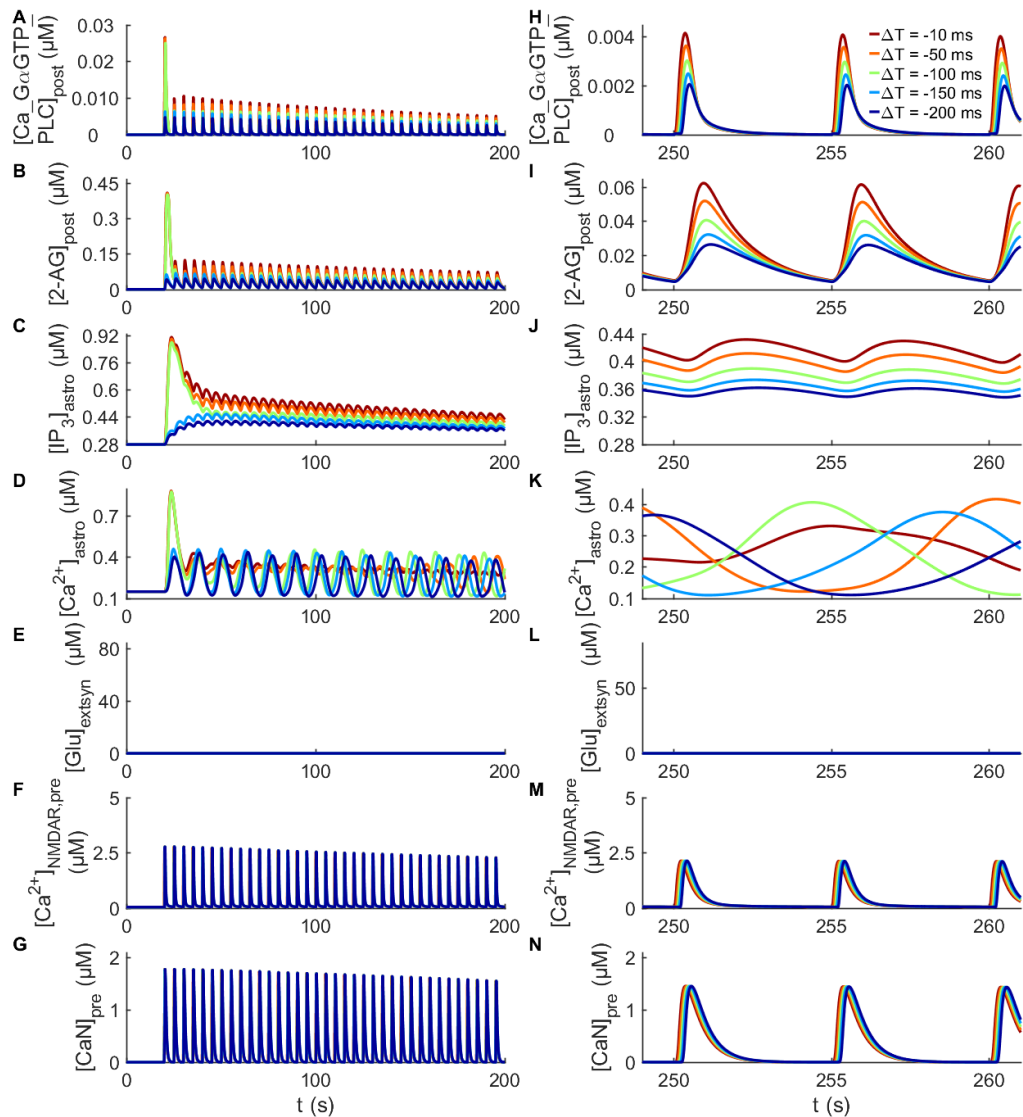 A
[Ca_GαGTP_
PLC]post (μM)
0.03
0.010
0
0
100
200
B
[2-AG]post (μM)
0.45
0.3
0.15
0
0
100
200
C
[IP3]astro (μM)
0.92
0.76
0.6
0.44
0.28
0
100
200
D
[Ca2+]astro (μM)
0.7
0.4
0.1
0
100
200
E
[Glu]extsyn (μM)
80
40
0
0
100
200
F
[Ca2+]NMDAR,pre
(μM)
5
2.5
0
0
100
200
G
[CaN]pre (μM)
2
1
0
0
100
200
t (s)
H
[Ca_GαGTP_
PLC]post (μM)
0.004
0.002
0
250
255
260
ΔT = -10 ms
ΔT = -50 ms
ΔT = -100 ms
ΔT = -150 ms
ΔT = -200 ms
I
[2-AG]post (μM)
0.06
0.04
0.02
0
250
255
260
J
[IP3]astro (μM)
0.44
0.4
0.36
0.32
0.28
250
255
260
K
[Ca2+]astro (μM)
0.4
0.3
0.2
0.1
250
255
260
L
[Glu]extsyn (μM)
50
0
250
255
260
M
[Ca2+]NMDAR,pre
(μM)
5
2.5
0
250
255
260
N
[CaN]pre (μM)
2
1
0
250
255
260
t (s)